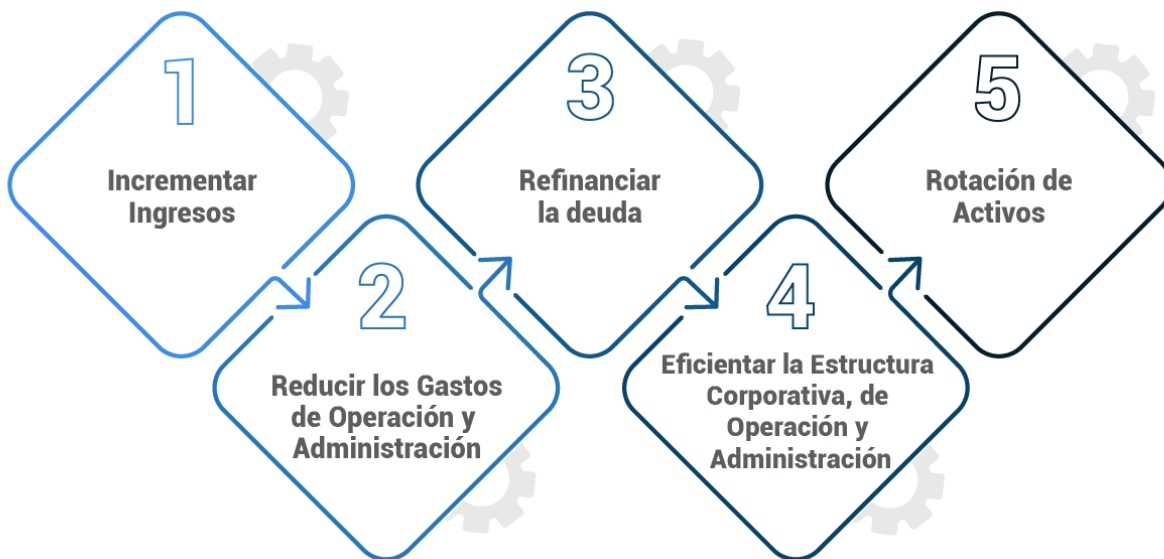 1
Incrementar
Ingresos
2
Reducir los Gastos
de Operación y
Administración
3
Refinanciar
la deuda
4
Eficientar la Estructura
Corporativa, de
Operación y
Administración
5
Rotación de
Activos